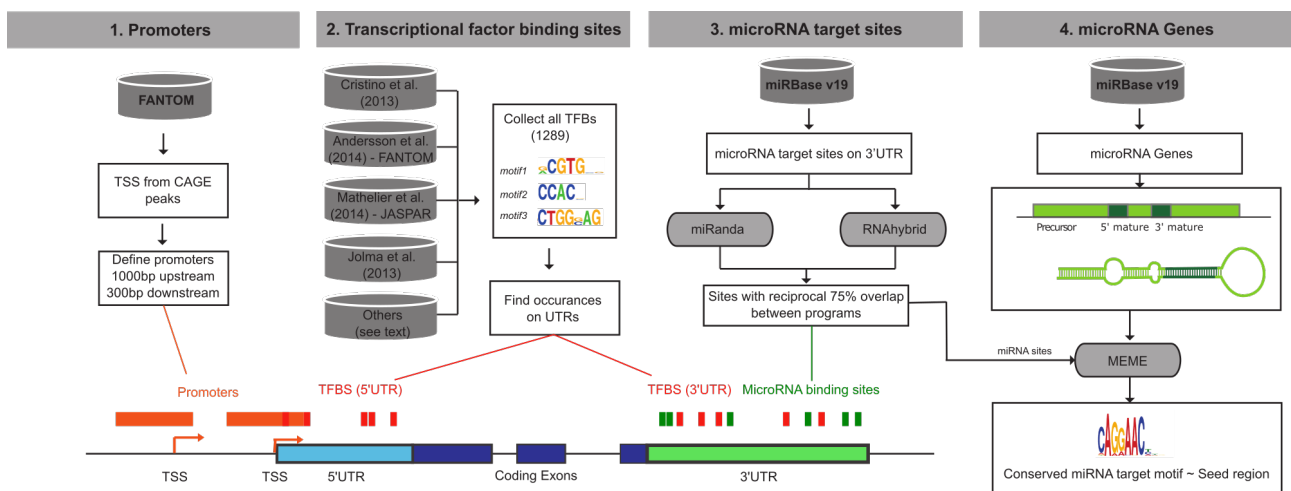 1. Promoters
2. Transcriptional factor binding sites
3. microRNA target sites
4. microRNA Genes
FANTOM
TSS from CAGE
peaks
Define promoters
1000bp upstream
300bp downstream
Cristino et al.
(2013)
Andersson et al.
(2014) - FANTOM
Mathelier et al.
(2014) - JASPAR
Jolma et al.
(2013)
Others
(see text)
Collect all TFBs
(1289)
motif1 CGTG
motif2 CCAC
motif3 CTGGAG
Find occurances
on UTRs
miRBase v19
microRNA target sites on 3'UTR
miRanda
RNAhybrid
Sites with reciprocal 75% overlap
between programs
miRNA sites
miRBase v19
microRNA Genes
Precursor
5' mature
3' mature
MEME
CAGGAAC
Conserved miRNA target motif ~ Seed region
Promoters
TFBS (5'UTR)
TFBS (3'UTR)
MicroRNA binding sites
TSS
TSS
5'UTR
Coding Exons
3'UTR